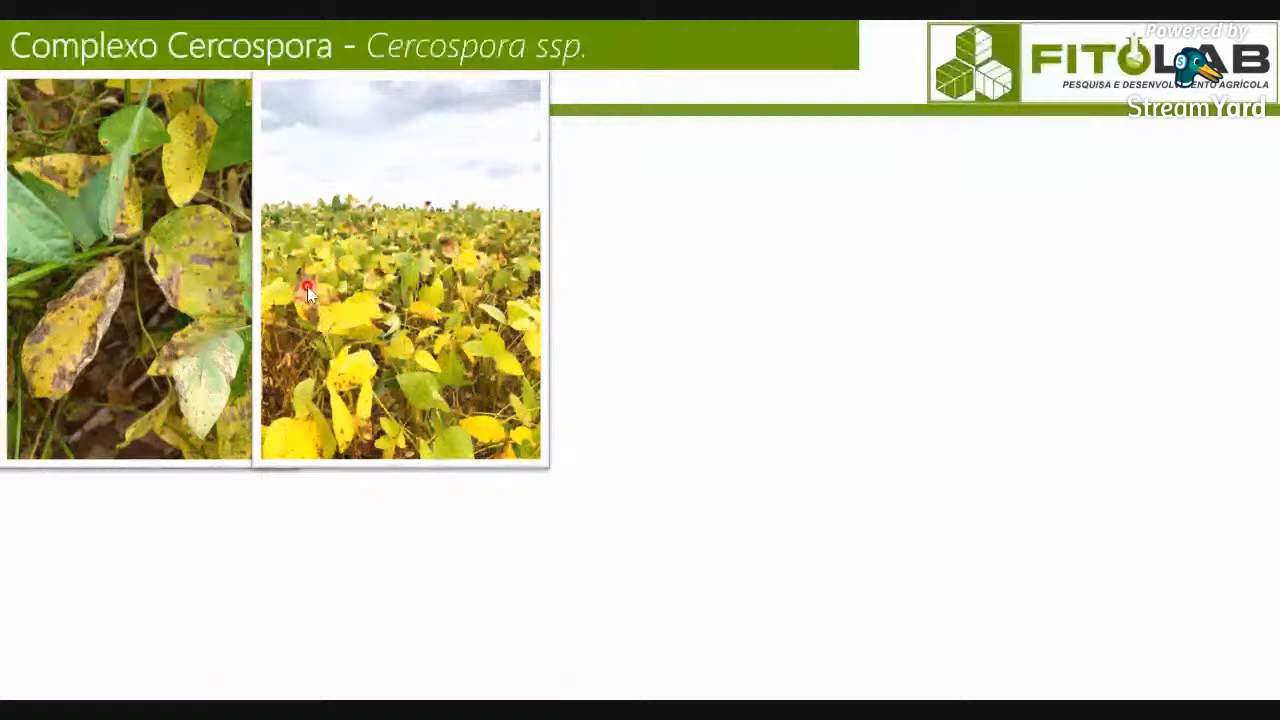 Complexo Cercospora - Cercospora ssp.
Powered by
FITOLAB
PESQUISA E DESENVOLVIMENTO AGRÍCOLA
StreamYard